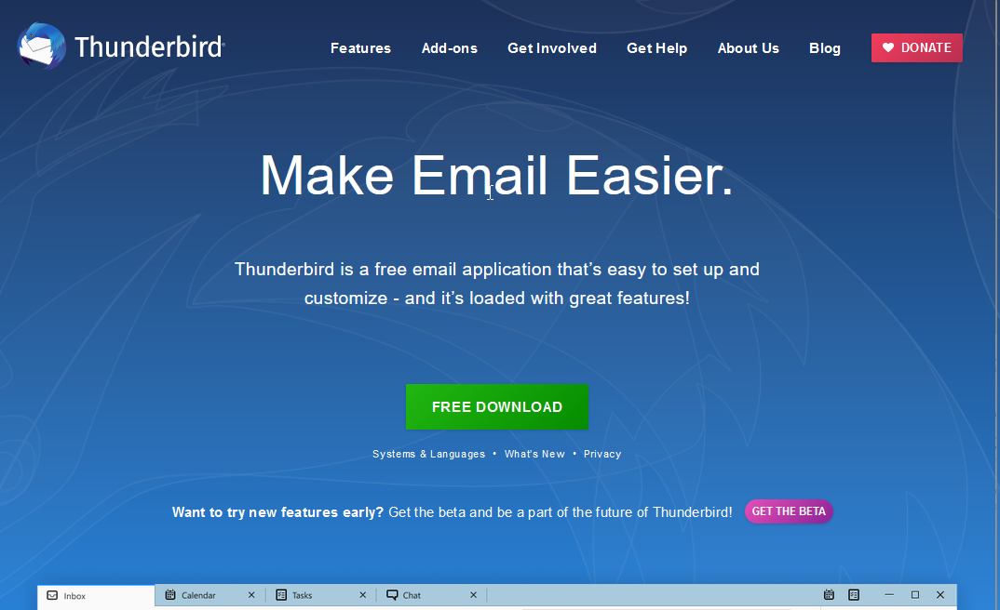 Thunderbird
Features Add-ons Get Involved Get Help About Us Blog DONATE
Make Email Easier.
Thunderbird is a free email application that’s easy to set up and
customize - and it’s loaded with great features!
FREE DOWNLOAD
Systems & Languages • What's New • Privacy
Want to try new features early? Get the beta and be a part of the future of Thunderbird! GET THE BETA
Inbox Calendar Tasks Chat